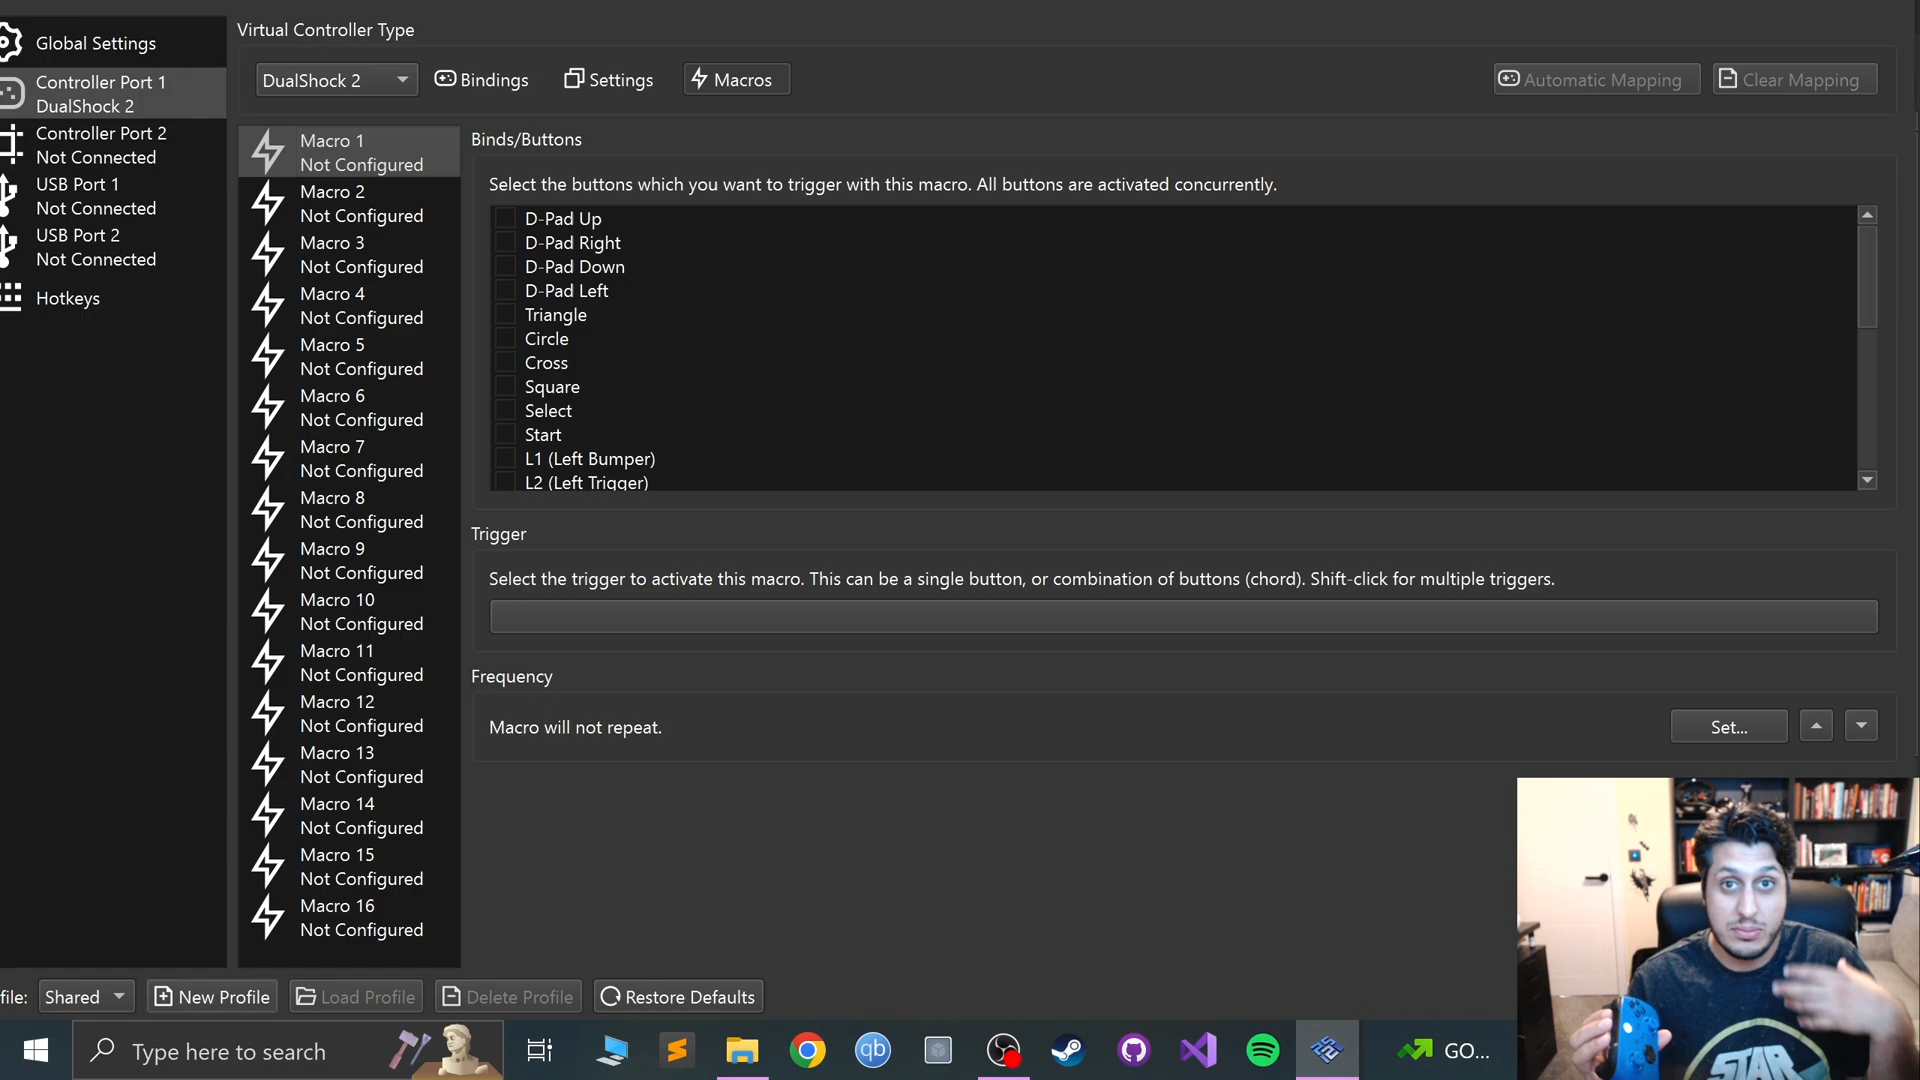 Virtual Controller Type
Global Settings
Controller Port 1
DualShock 2
Controller Port 2
Not Connected
USB Port 1
Not Connected
USB Port 2
Not Connected
Hotkeys
DualShock 2
Bindings
Settings
Macros
Automatic Mapping
Clear Mapping
Macro 1
Not Configured
Macro 2
Not Configured
Macro 3
Not Configured
Macro 4
Not Configured
Macro 5
Not Configured
Macro 6
Not Configured
Macro 7
Not Configured
Macro 8
Not Configured
Macro 9
Not Configured
Macro 10
Not Configured
Macro 11
Not Configured
Macro 12
Not Configured
Macro 13
Not Configured
Macro 14
Not Configured
Macro 15
Not Configured
Macro 16
Not Configured
Binds/Buttons
Select the buttons which you want to trigger with this macro. All buttons are activated concurrently.
D-Pad Up
D-Pad Right
D-Pad Down
D-Pad Left
Triangle
Circle
Cross
Square
Select
Start
L1 (Left Bumper)
L2 (Left Trigger)
Trigger
Select the trigger to activate this macro. This can be a single button, or combination of buttons (chord). Shift-click for multiple triggers.
Frequency
Macro will not repeat.
Set...
file:
Shared
New Profile
Load Profile
Delete Profile
Restore Defaults
Type here to search
qb
GO...
STAR